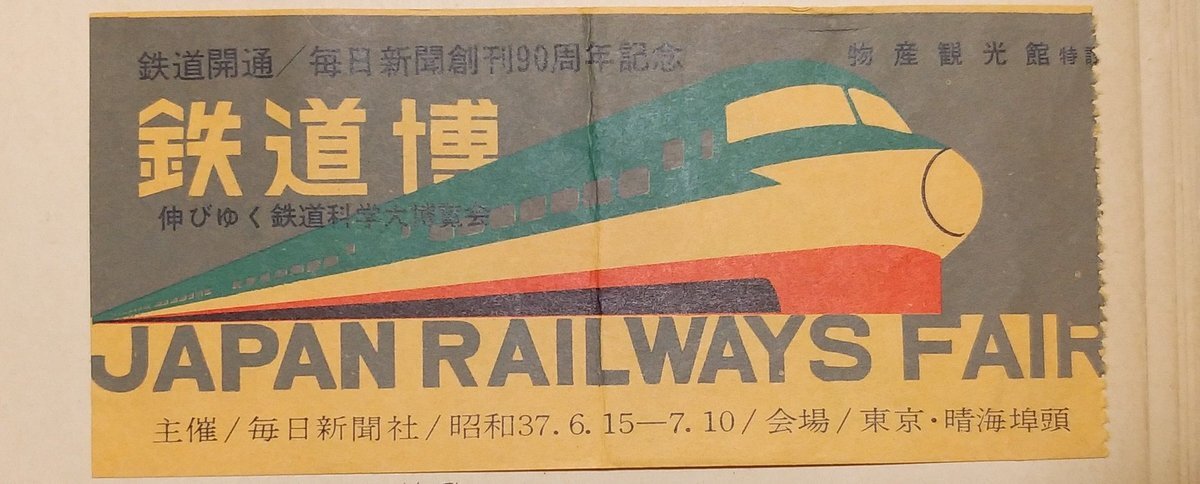 鉄道開通/毎日新聞創刊90周年記念
物産観光館特設
鉄道博
伸びゆく鉄道科学大博覧会
JAPAN RAILWAYS FAIR
主催/毎日新聞社/昭和37.6.15—7.10/会場/東京・晴海埠頭